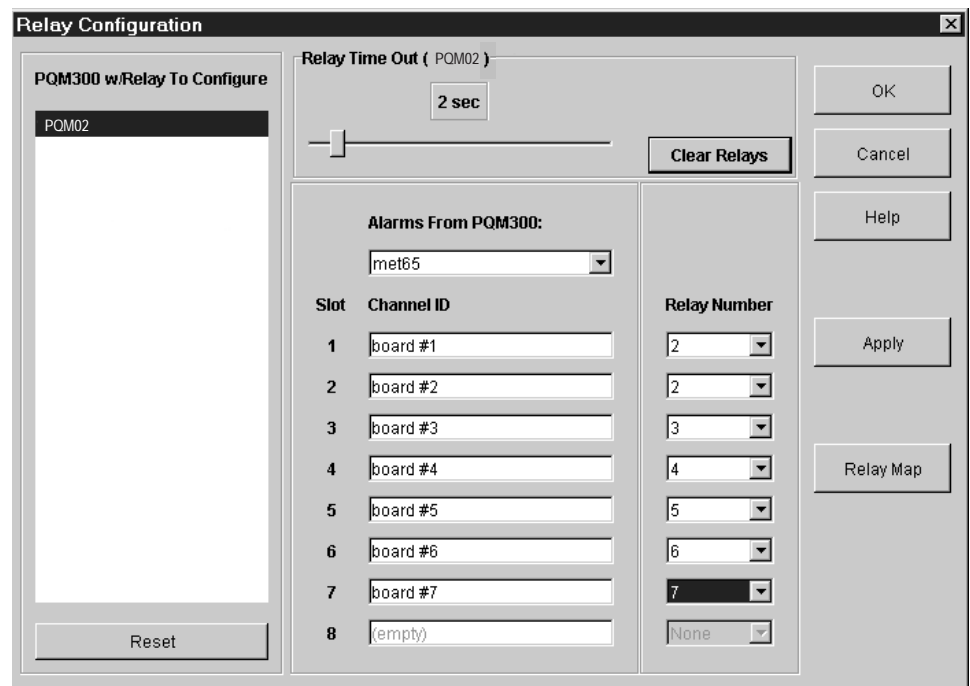 Relay Configuration
PQM300 w/Relay To Configure
PQM02
Reset
Relay Time Out ( PQM02 )
2 sec
Clear Relays
Alarms From PQM300:
met65
Slot Channel ID Relay Number
1 board #1 2
2 board #2 2
3 board #3 3
4 board #4 4
5 board #5 5
6 board #6 6
7 board #7 7
8 (empty) None
OK
Cancel
Help
Apply
Relay Map